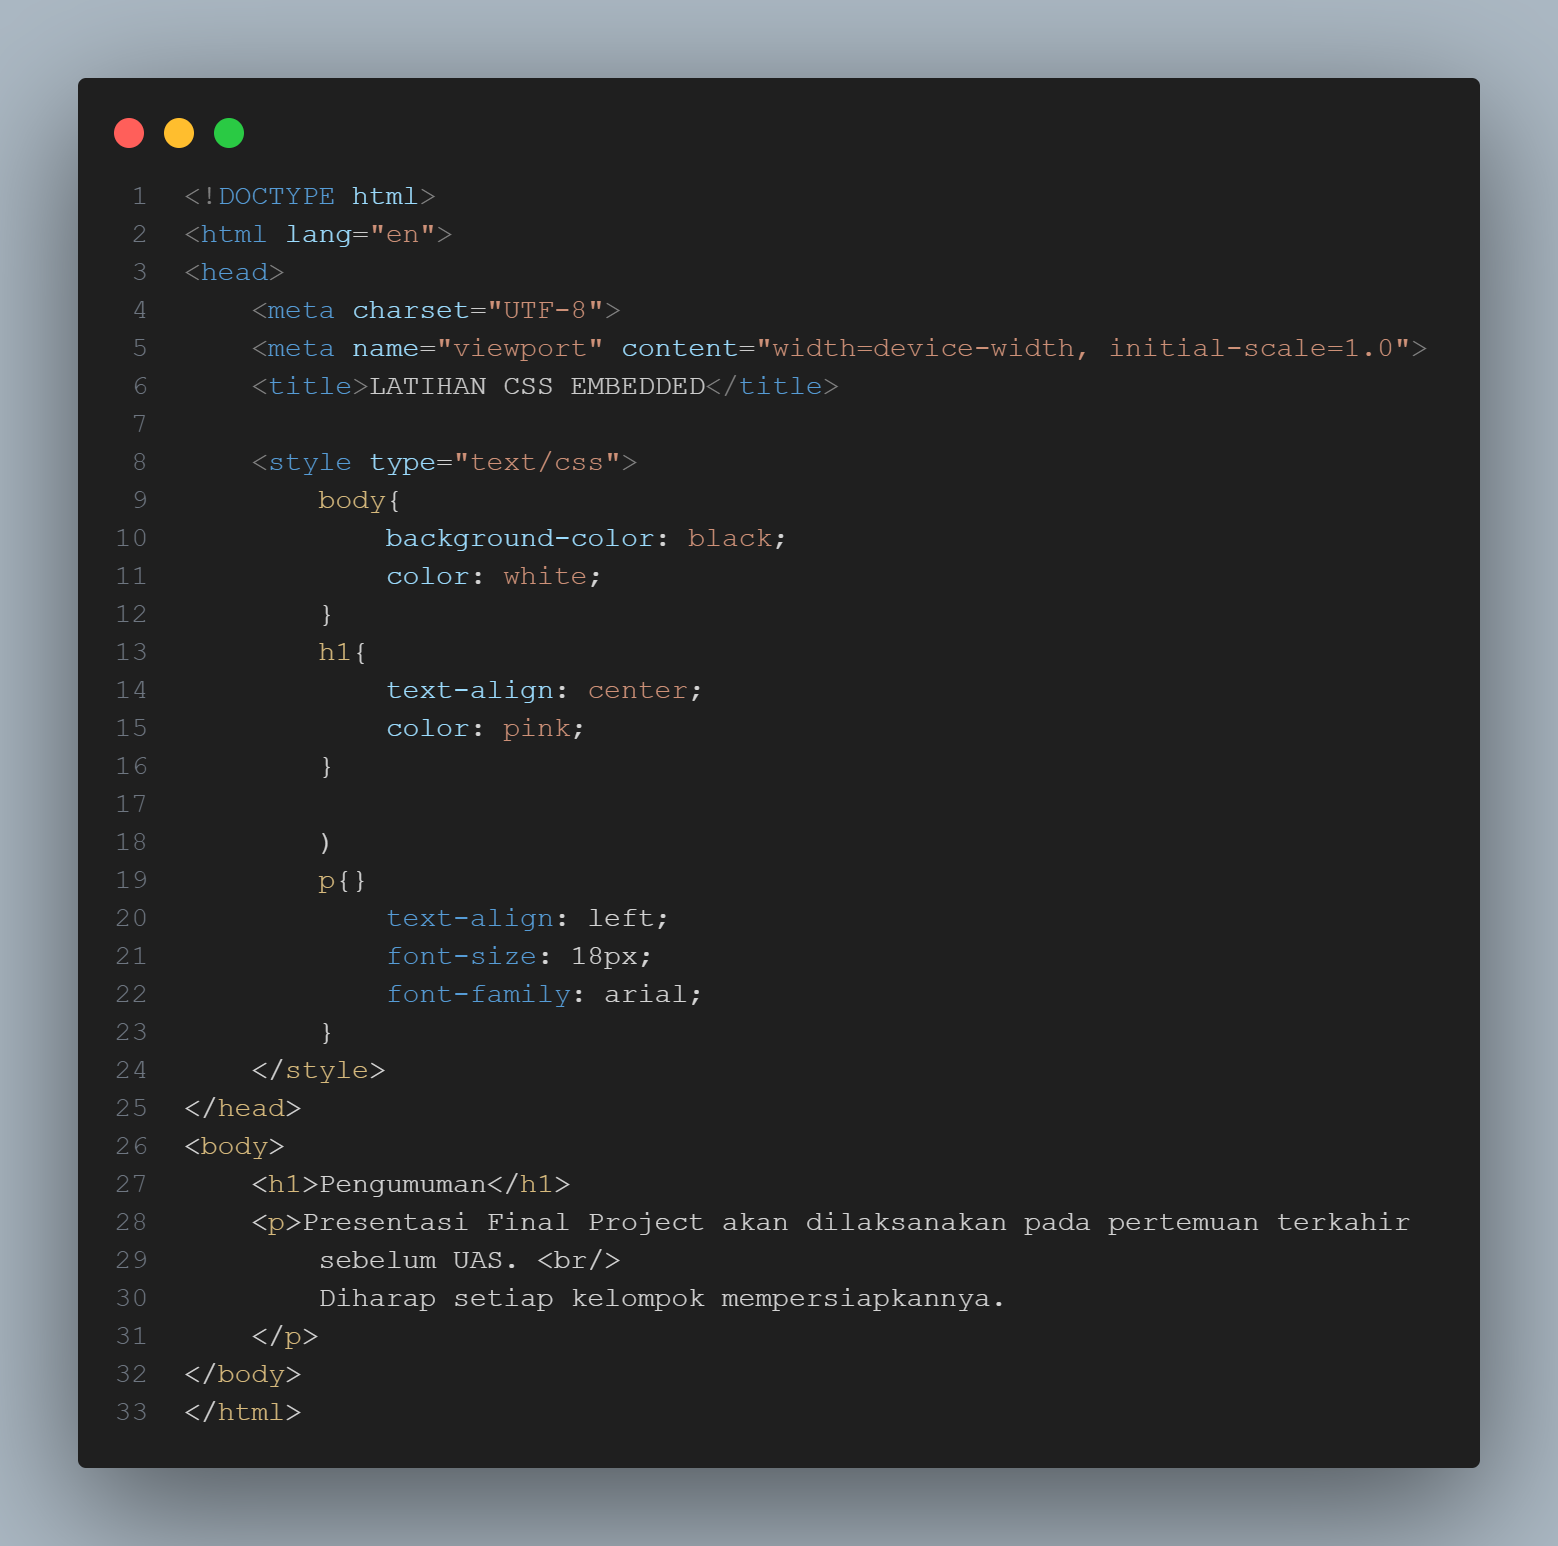 1 <!DOCTYPE html>
2 <html lang="en">
3 <head>
4     <meta charset="UTF-8">
5     <meta name="viewport" content="width=device-width, initial-scale=1.0">
6     <title>LATIHAN CSS EMBEDDED</title>
7
8     <style type="text/css">
9         body{
10             background-color: black;
11             color: white;
12         }
13         h1{
14             text-align: center;
15             color: pink;
16         }
17
18         )
19         p{}
20             text-align: left;
21             font-size: 18px;
22             font-family: arial;
23         }
24     </style>
25 </head>
26 <body>
27     <h1>Pengumuman</h1>
28     <p>Presentasi Final Project akan dilaksanakan pada pertemuan terkahir
29         sebelum UAS. <br/>
30         Diharap setiap kelompok mempersiapkannya.
31     </p>
32 </body>
33 </html>